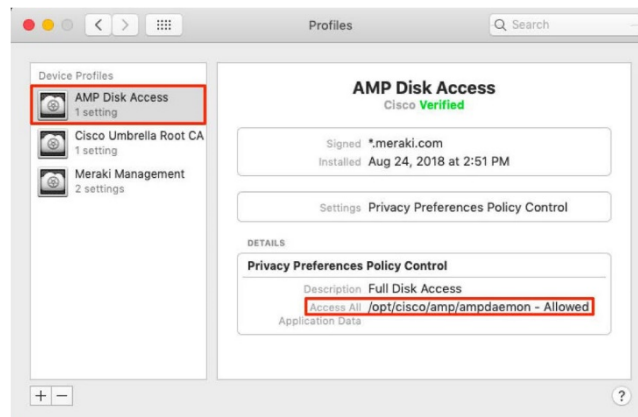 Profiles
Search
Device Profiles
AMP Disk Access
1 setting
Cisco Umbrella Root CA
1 setting
Meraki Management
2 settings
AMP Disk Access
Cisco Verified
Signed *.meraki.com
Installed Aug 24, 2018 at 2:51 PM
Settings Privacy Preferences Policy Control
DETAILS
Privacy Preferences Policy Control
Description Full Disk Access
Access All /opt/cisco/amp/ampdaemon - Allowed
Application Data
+ −
?